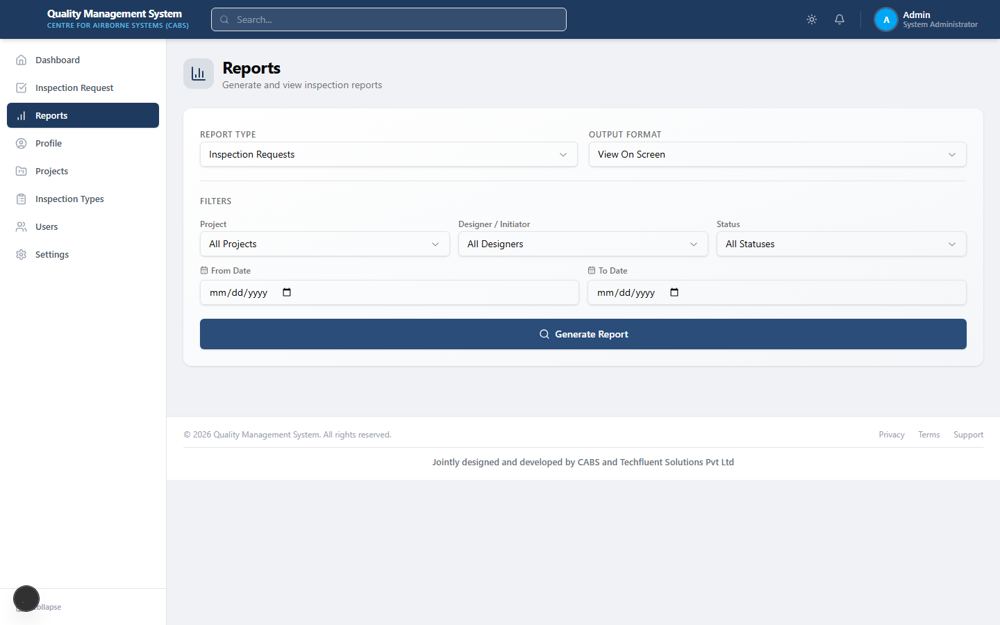 Quality Management System
CENTRE FOR AIRBORNE SYSTEMS (CABS)
Search...
A
Admin
System Administrator
Dashboard
Inspection Request
Reports
Profile
Projects
Inspection Types
Users
Settings
Reports
Generate and view inspection reports
REPORT TYPE
Inspection Requests
OUTPUT FORMAT
View On Screen
FILTERS
Project
All Projects
Designer / Initiator
All Designers
Status
All Statuses
From Date
mm/dd/yyyy
To Date
mm/dd/yyyy
Generate Report
© 2026 Quality Management System. All rights reserved.
Privacy
Terms
Support
Jointly designed and developed by CABS and Techfluent Solutions Pvt Ltd